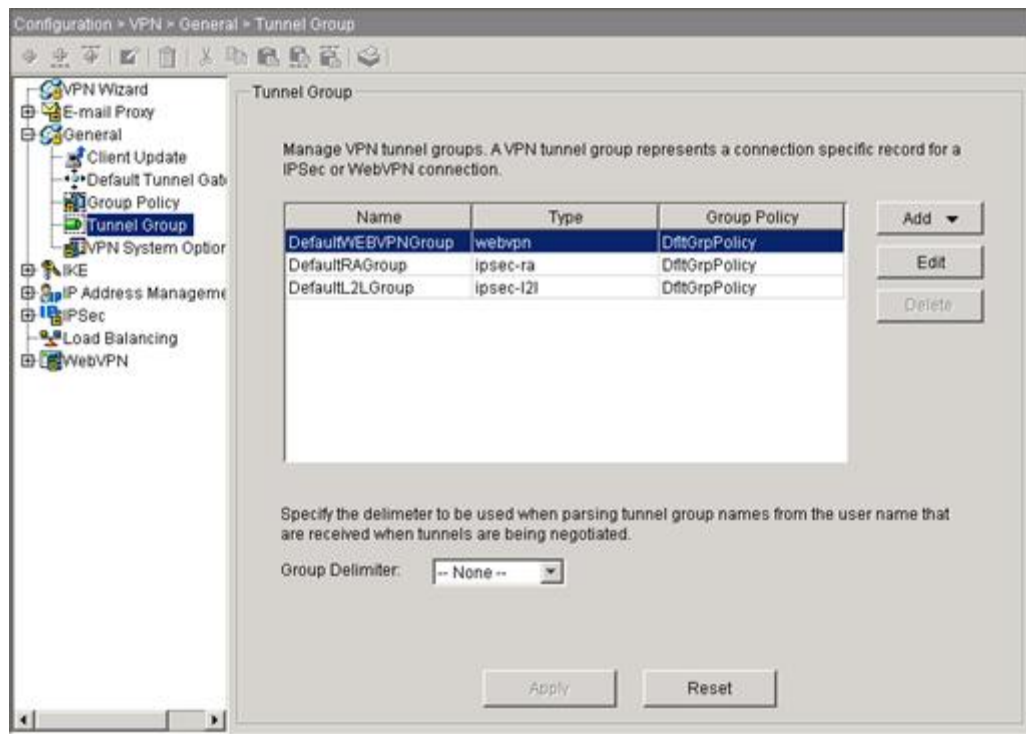 Configuration > VPN > General > Tunnel Group
VPN Wizard
E-mail Proxy
General
Client Update
Default Tunnel Gat
Group Policy
Tunnel Group
VPN System Option
IKE
IP Address Manageme
IPSec
Load Balancing
WebVPN
Tunnel Group
Manage VPN tunnel groups. A VPN tunnel group represents a connection specific record for a
IPSec or WebVPN connection.
Name Type Group Policy
DefaultWEBVPNGroup webvpn DfltGrpPolicy
DefaultRAGroup ipsec-ra DfltGrpPolicy
DefaultL2LGroup ipsec-l2l DfltGrpPolicy
Add
Edit
Delete
Specify the delimeter to be used when parsing tunnel group names from the user name that
are received when tunnels are being negotiated.
Group Delimiter: -- None --
Apply Reset